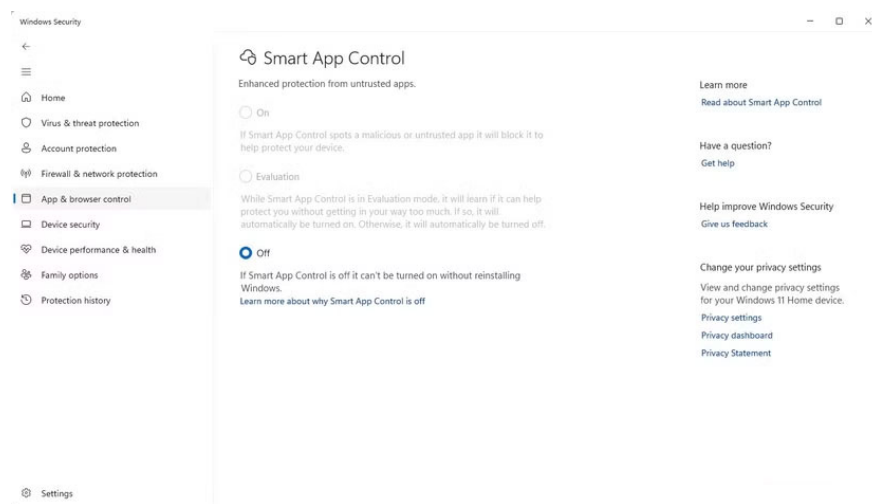 Windows Security
Home
Virus & threat protection
Account protection
Firewall & network protection
App & browser control
Device security
Device performance & health
Family options
Protection history
Settings
Smart App Control
Enhanced protection from untrusted apps.
On
If Smart App Control spots a malicious or untrusted app it will block it to
help protect your device.
Evaluation
While Smart App Control is in Evaluation mode, it will learn if it can help
protect you without getting in your way too much. If so, it will
automatically be turned on. Otherwise, it will automatically be turned off.
Off
If Smart App Control is off it can't be turned on without reinstalling
Windows.
Learn more about why Smart App Control is off
Learn more
Read about Smart App Control
Have a question?
Get help
Help improve Windows Security
Give us feedback
Change your privacy settings
View and change privacy settings
for your Windows 11 Home device.
Privacy settings
Privacy dashboard
Privacy Statement